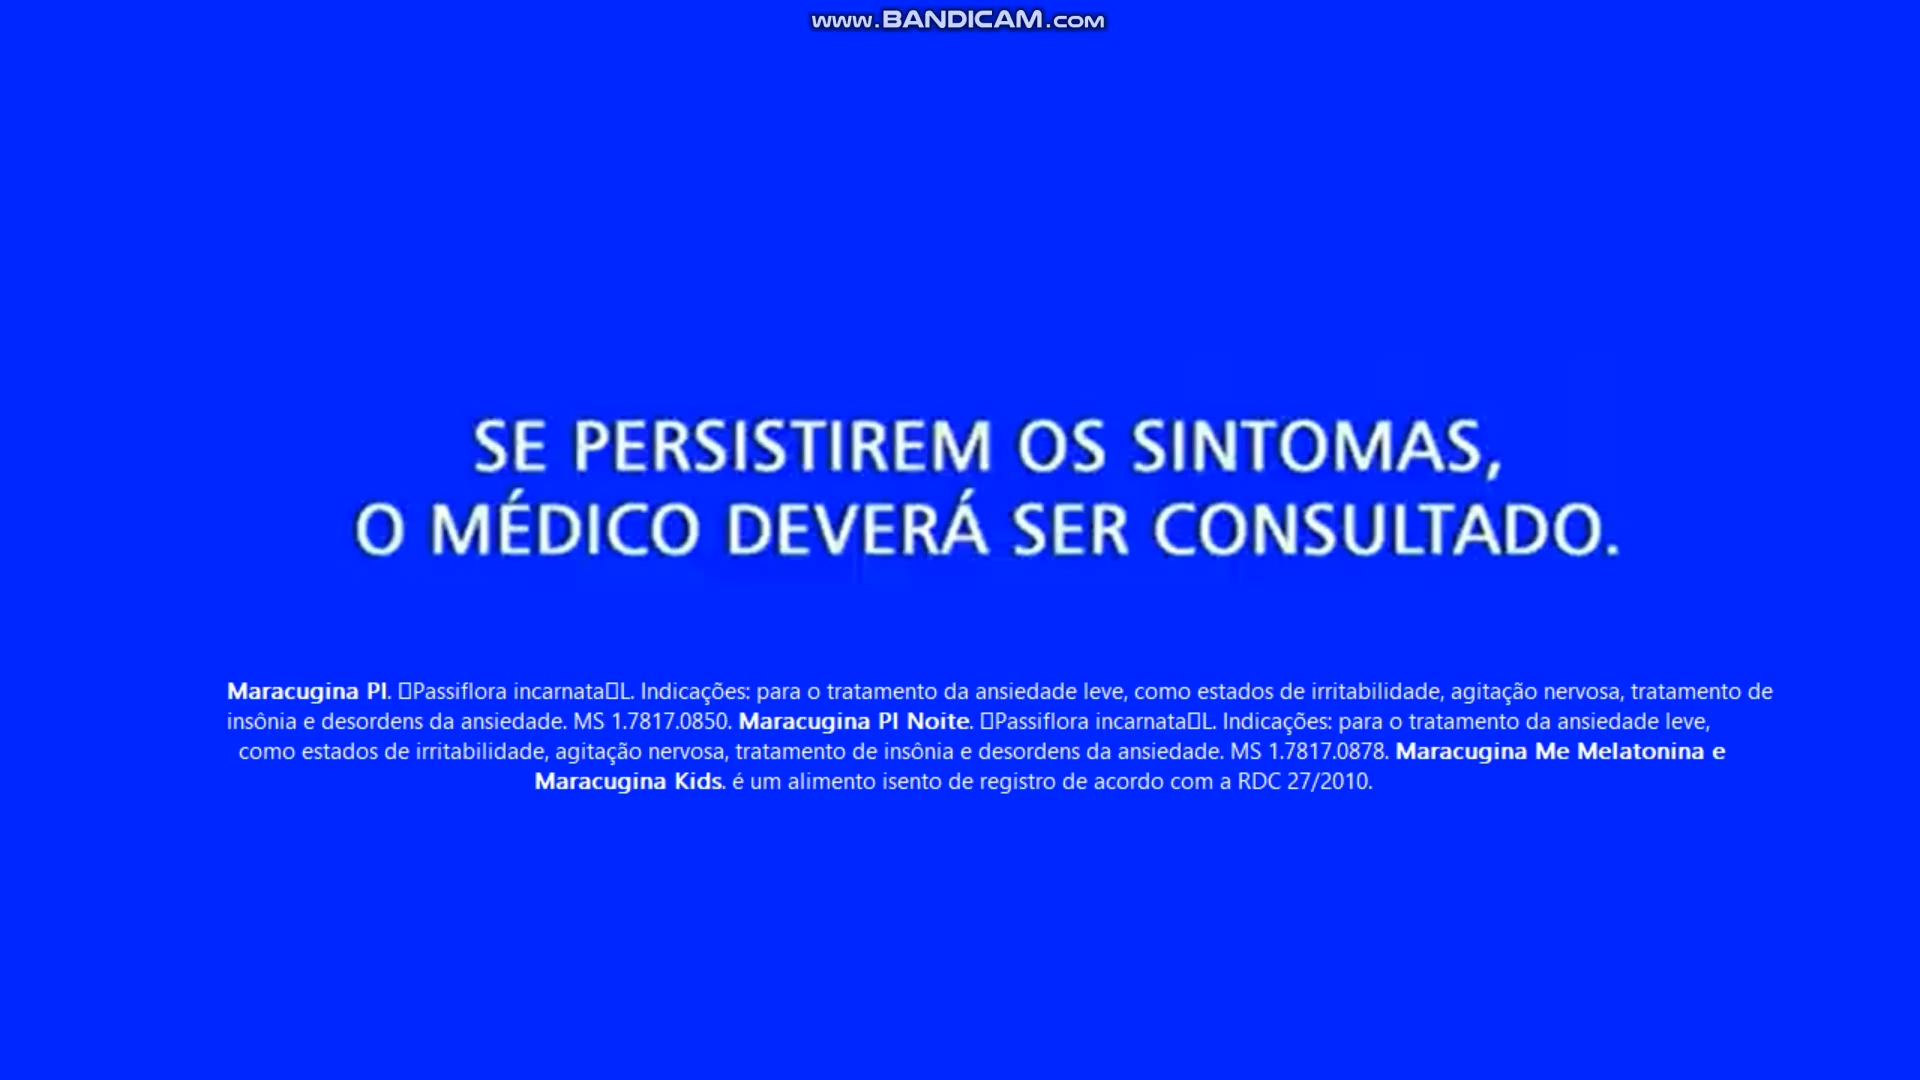 www.BANDICAM.com
SE PERSISTIREM OS SINTOMAS,
O MÉDICO DEVERÁ SER CONSULTADO.
Maracugina PI. □Passiflora incarnata□L. Indicações: para o tratamento da ansiedade leve, como estados de irritabilidade, agitação nervosa, tratamento de
insônia e desordens da ansiedade. MS 1.7817.0850. Maracugina PI Noite. □Passiflora incarnata□L. Indicações: para o tratamento da ansiedade leve,
como estados de irritabilidade, agitação nervosa, tratamento de insônia e desordens da ansiedade. MS 1.7817.0878. Maracugina Me Melatonina e
Maracugina Kids. é um alimento isento de registro de acordo com a RDC 27/2010.